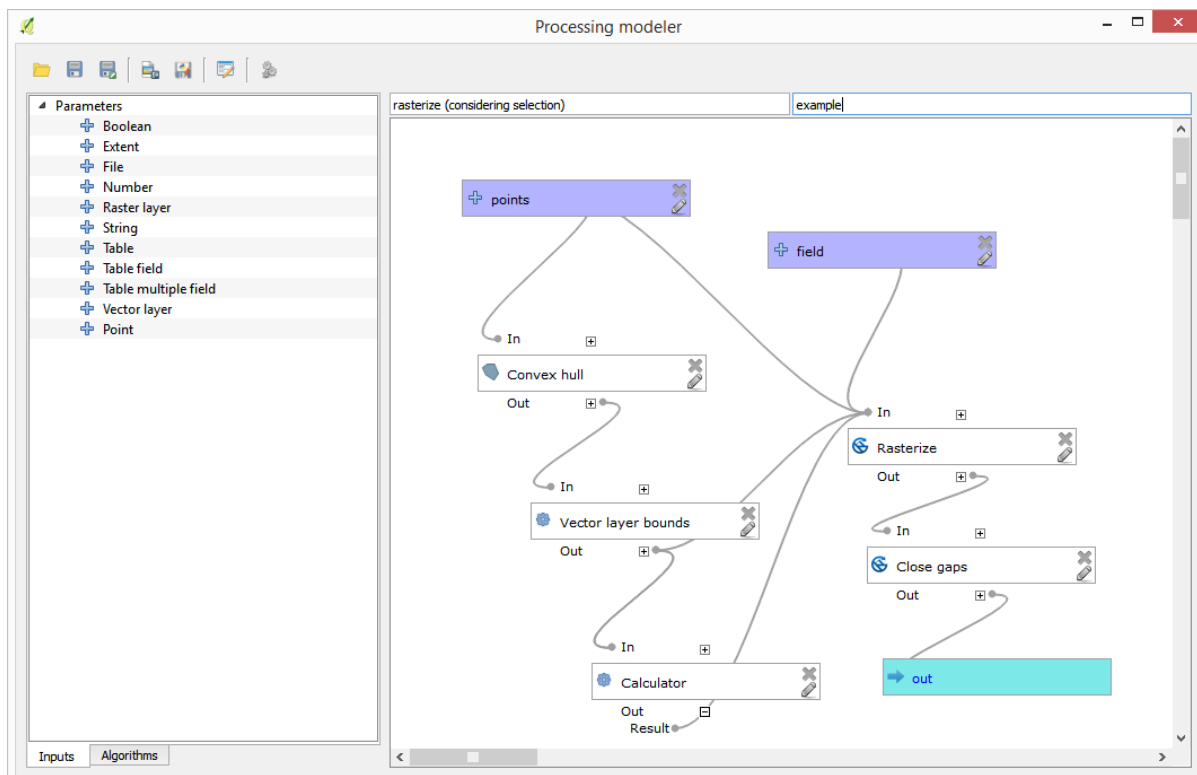 Processing modeler
Parameters
Boolean
Extent
File
Number
Raster layer
String
Table
Table field
Table multiple field
Vector layer
Point
Inputs
Algorithms
rasterize (considering selection)
example
points
field
In
Convex hull
Out
In
Rasterize
Out
In
Vector layer bounds
Out
In
Close gaps
Out
In
Calculator
Out
Result
out